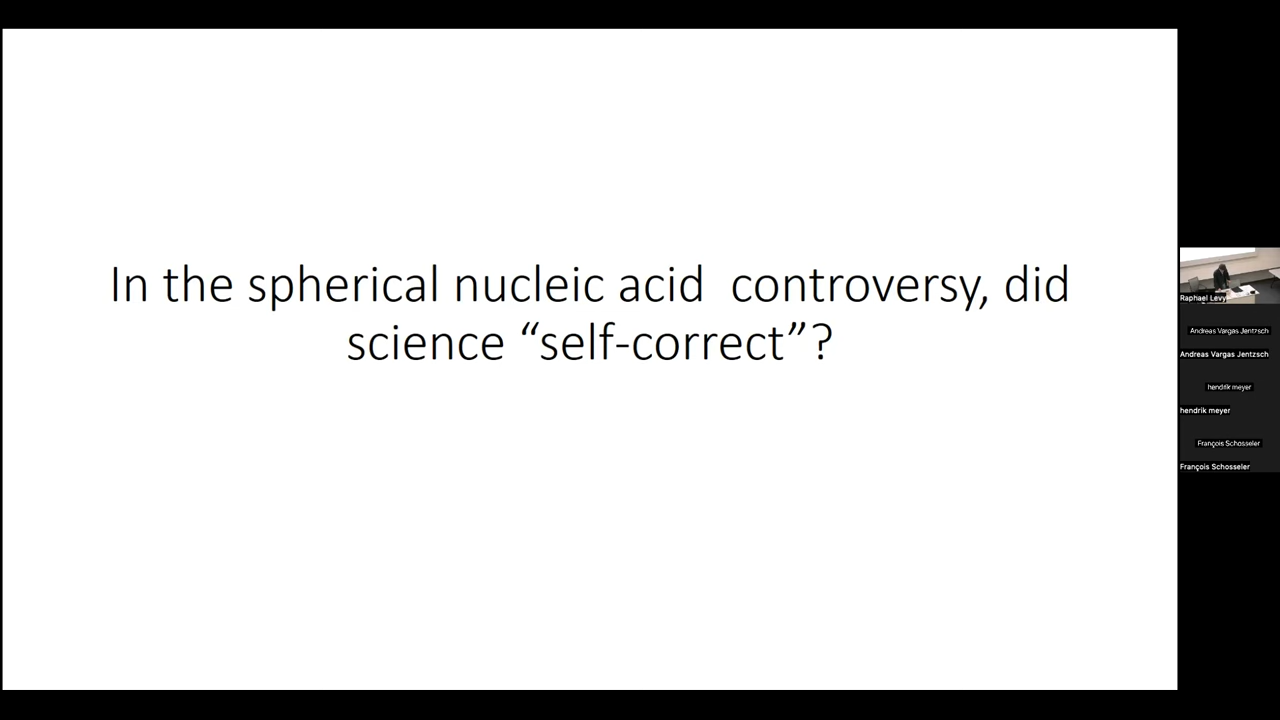 In the spherical nucleic acid  controversy, did
science “self-correct”?
Raphael Levy
Andreas Vargas Jentzsch
Andreas Vargas Jentzsch
hendrik meyer
hendrik meyer
François Schosseler
François Schosseler